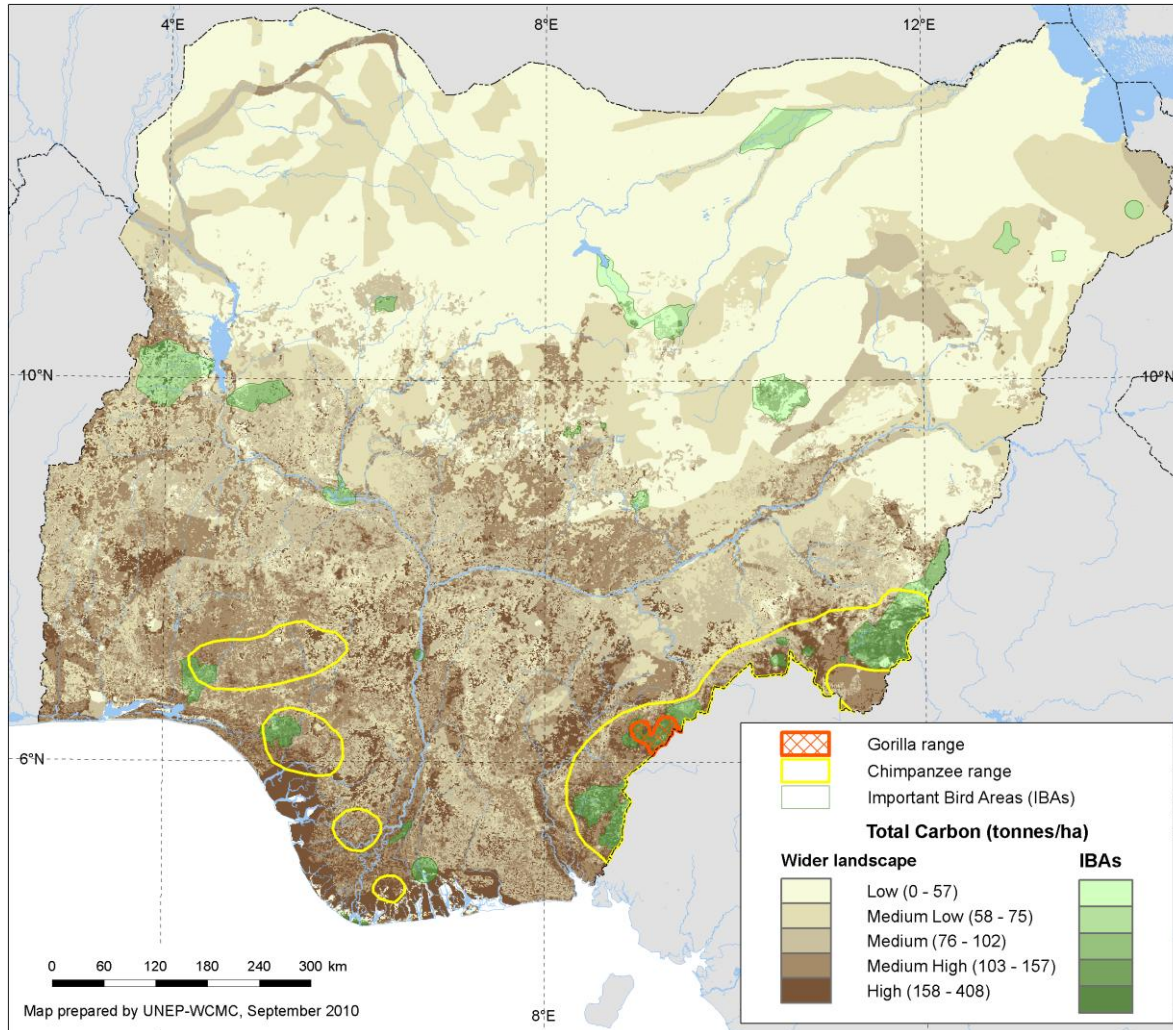 4°E
8°E
12°E
10°N
10°N
6°N
8°E
Gorilla range
Chimpanzee range
Important Bird Areas (IBAs)
Total Carbon (tonnes/ha)
Wider landscape
IBAs
Low (0 - 57)
Medium Low (58 - 75)
Medium (76 - 102)
Medium High (103 - 157)
High (158 - 408)
0 60 120 180 240 300 km
Map prepared by UNEP-WCMC, September 2010